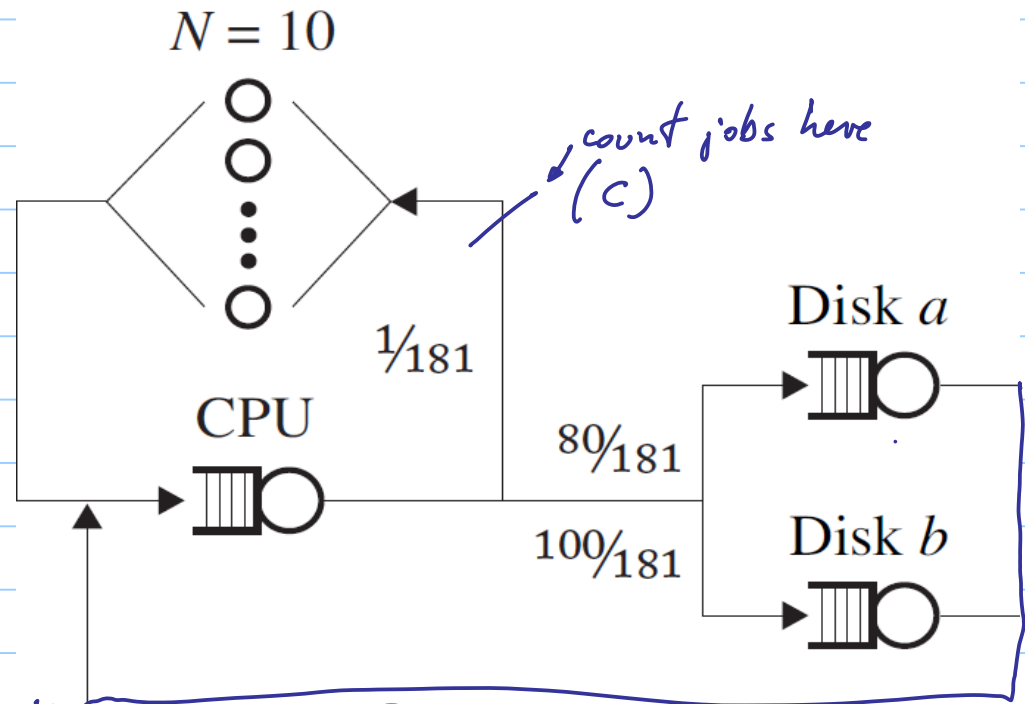 N = 10
count jobs here
(C)
1/181
Disk a
CPU
80/181
100/181
Disk b